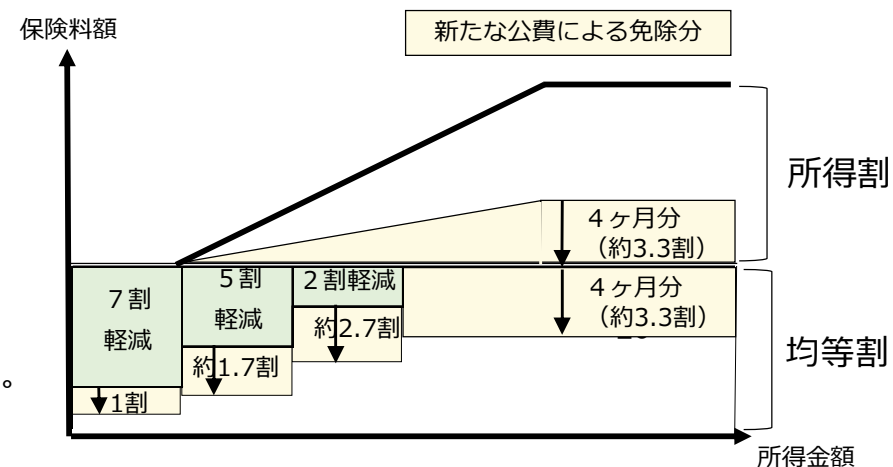 保険料額
新たな公費による免除分
所得割
4ヶ月分
（約3.3割）
7割
軽減
5割
軽減
2割軽減
4ヶ月分
（約3.3割）
約2.7割
均等割
約1.7割
。
1割
所得金額